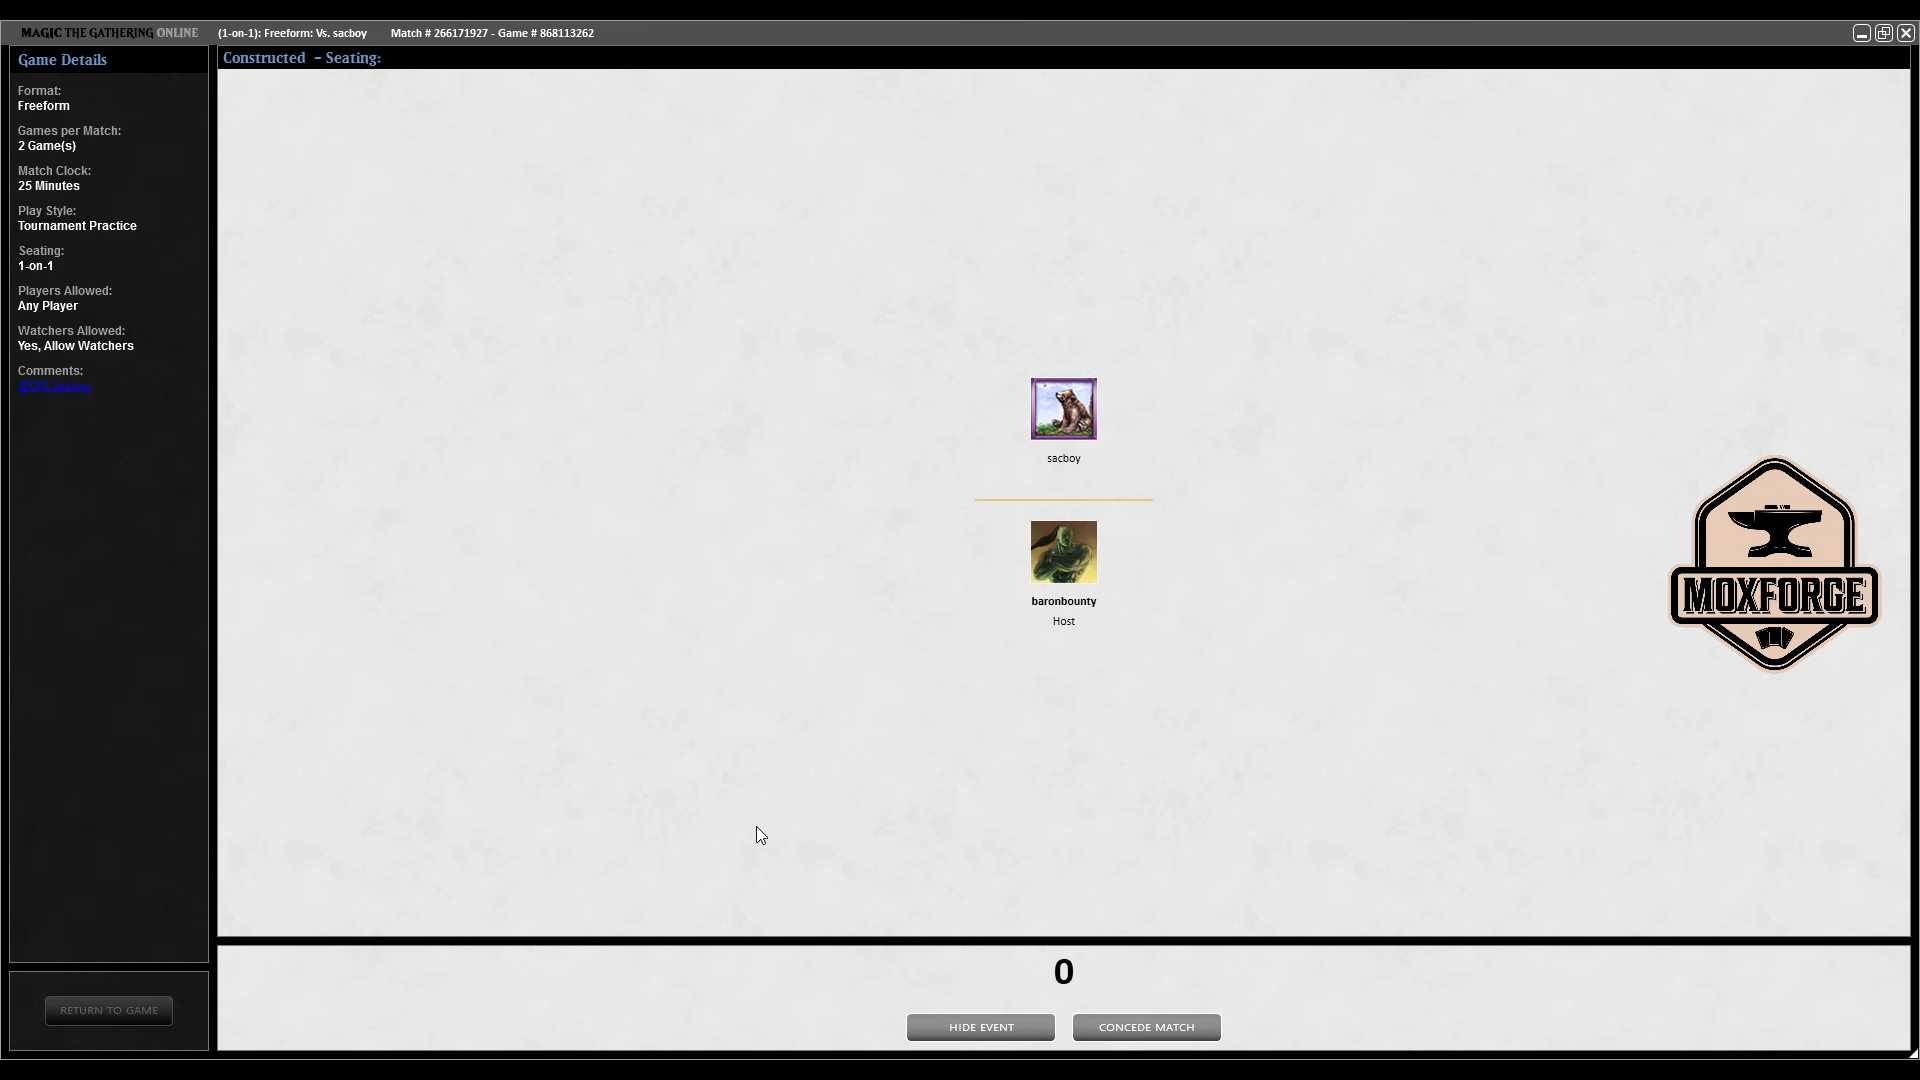 MAGIC THE GATHERING ONLINE
(1-on-1): Freeform: Vs. sacboy Match # 266171927 - Game # 868113262
Game Details
Format:
Freeform
Games per Match:
2 Game(s)
Match Clock:
25 Minutes
Play Style:
Tournament Practice
Seating:
1-on-1
Players Allowed:
Any Player
Watchers Allowed:
Yes, Allow Watchers
Comments:
RETURN TO GAME
Constructed ~ Seating:
sacboy
baronbounty
Host
MOXFORGE
0
HIDE EVENT
CONCEDE MATCH